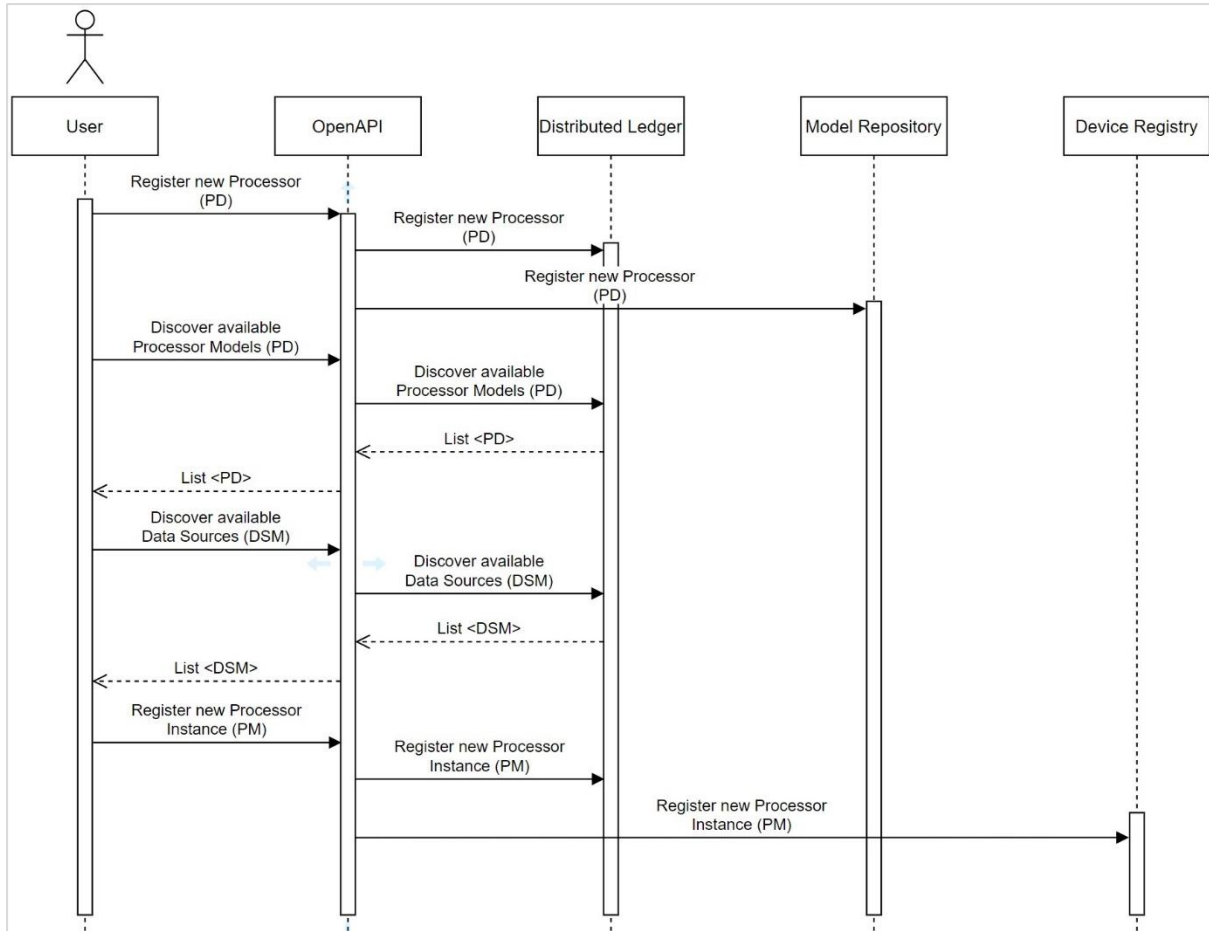 User
OpenAPI
Distributed Ledger
Model Repository
Device Registry
Register new Processor
(PD)
Register new Processor
(PD)
Register new Processor
(PD)
Discover available
Processor Models (PD)
Discover available
Processor Models (PD)
List <PD>
List <PD>
Discover available
Data Sources (DSM)
Discover available
Data Sources (DSM)
List <DSM>
List <DSM>
Register new Processor
Instance (PM)
Register new Processor
Instance (PM)
Register new Processor
Instance (PM)